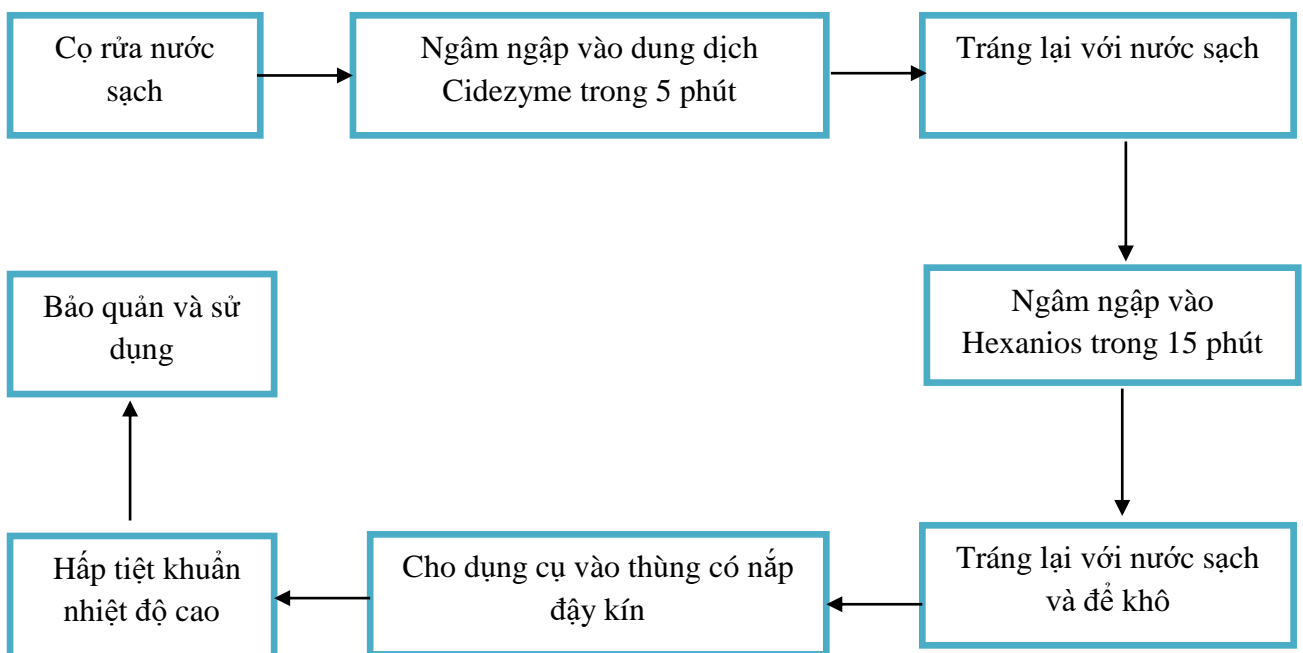 Cọ rửa nước
sạch
Ngâm ngập vào dung dịch
Cidezyme trong 5 phút
Tráng lại với nước sạch
Ngâm ngập vào
Hexanios trong 15 phút
Tráng lại với nước sạch
và để khô
Cho dụng cụ vào thùng có nắp
đậy kín
Hấp tiệt khuẩn
nhiệt độ cao
Bảo quản và sử
dụng